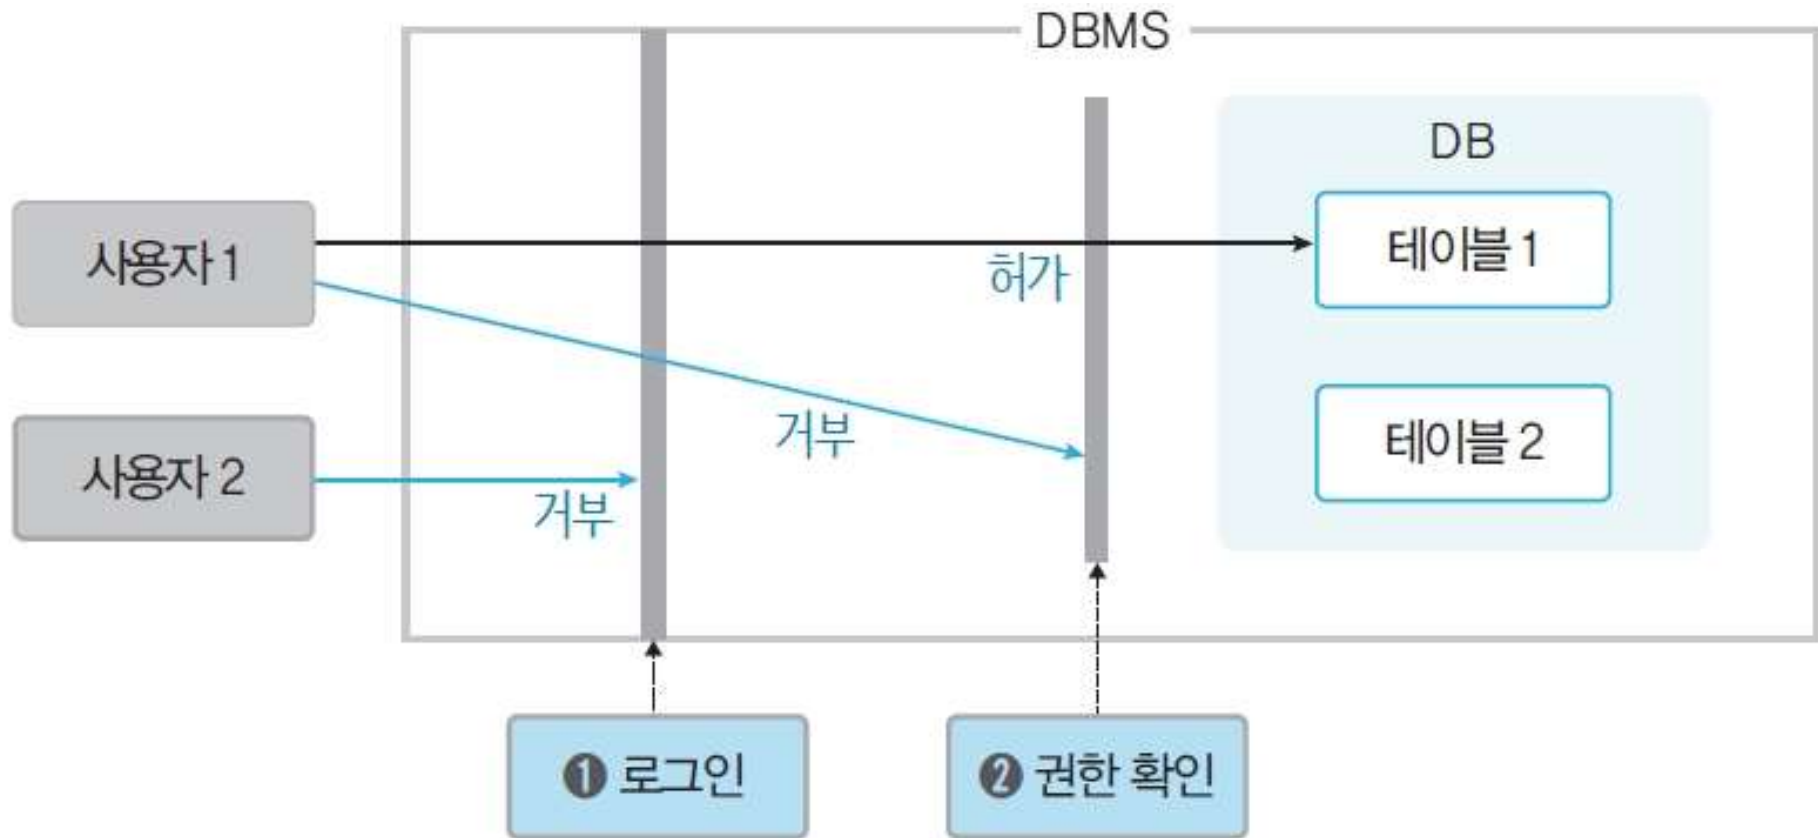 DBMS
DB
사용자 1
허가
테이블 1
거부
테이블 2
사용자 2
거부
❶ 로그인
❷ 권한 확인